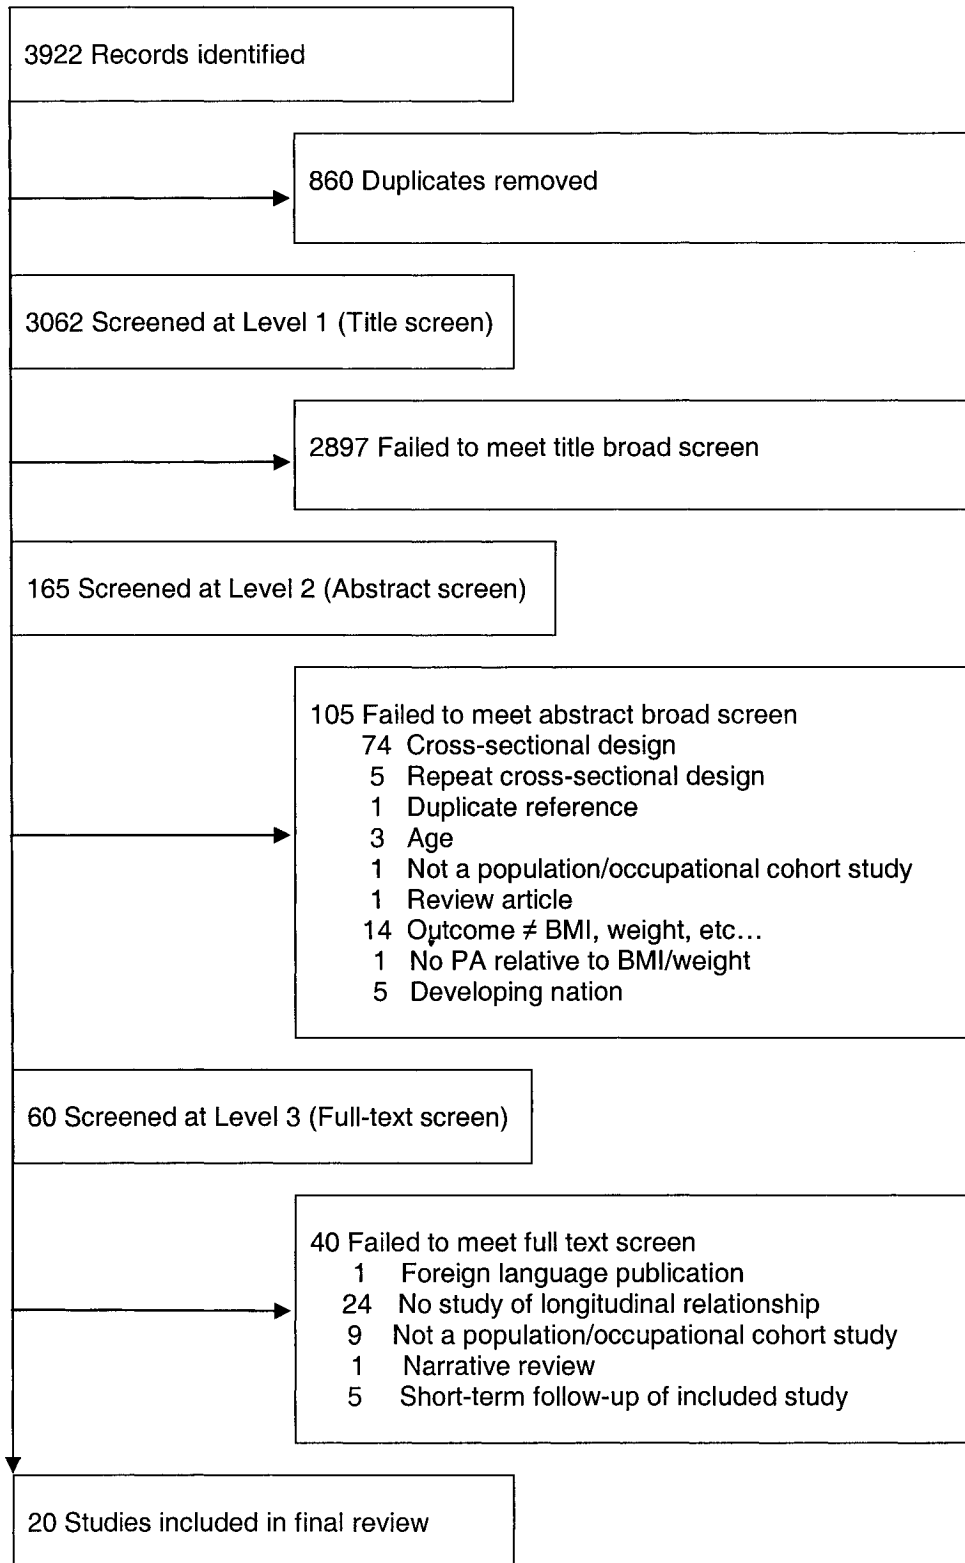 3922 Records identified
860 Duplicates removed
3062 Screened at Level 1 (Title screen)
2897 Failed to meet title broad screen
165 Screened at Level 2 (Abstract screen)
105 Failed to meet abstract broad screen
74 Cross-sectional design
5 Repeat cross-sectional design
1 Duplicate reference
3 Age
1 Not a population/occupational cohort study
1 Review article
14 Outcome ≠ BMI, weight, etc...
1 No PA relative to BMI/weight
5 Developing nation
60 Screened at Level 3 (Full-text screen)
40 Failed to meet full text screen
1 Foreign language publication
24 No study of longitudinal relationship
9 Not a population/occupational cohort study
1 Narrative review
5 Short-term follow-up of included study
20 Studies included in final review